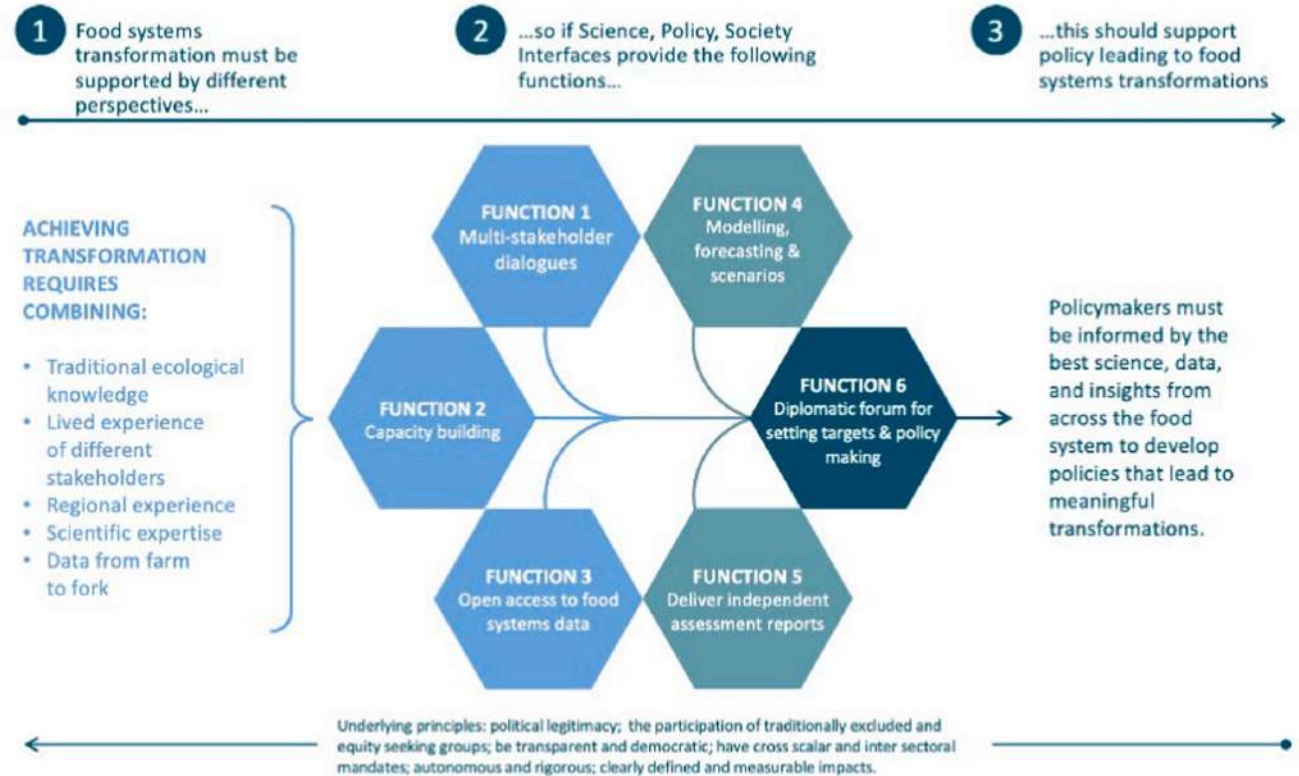 1
Food systems
transformation must be
supported by different
perspectives...
2
...so if Science, Policy, Society
Interfaces provide the following
functions...
3
...this should support
policy leading to food
systems transformations
ACHIEVING
TRANSFORMATION
REQUIRES
COMBINING:
• Traditional ecological
knowledge
• Lived experience
of different
stakeholders
• Regional experience
• Scientific expertise
• Data from farm
to fork
FUNCTION 1
Multi-stakeholder
dialogues
FUNCTION 2
Capacity building
FUNCTION 3
Open access to food
systems data
FUNCTION 4
Modelling,
forecasting &
scenarios
FUNCTION 5
Deliver independent
assessment reports
FUNCTION 6
Diplomatic forum for
setting targets & policy
making
Policymakers must
be informed by the
best science, data,
and insights from
across the food
system to develop
policies that lead to
meaningful
transformations.
Underlying principles: political legitimacy; the participation of traditionally excluded and
equity seeking groups; be transparent and democratic; have cross scalar and inter sectoral
mandates; autonomous and rigorous; clearly defined and measurable impacts.